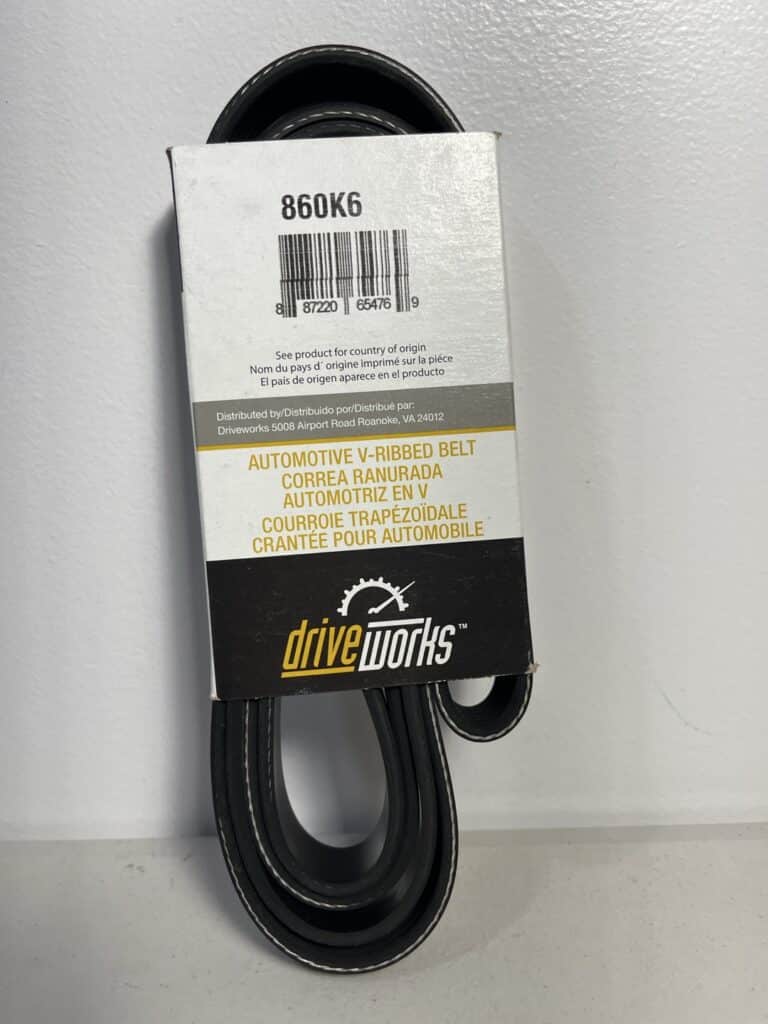 860K6
8 87220 65476 9
See product for country of origin
Nom du pays d´ origine imprimé sur la piéce
El pais de origen aparece en el producto
Distributed by/Distribuido por/Distribué par:
Driveworks 5008 Airport Road Roanoke, VA 24012
AUTOMOTIVE V-RIBBED BELT
CORREA RANURADA
AUTOMOTRIZ EN V
COURROIE TRAPÉZOÏDALE
CRANTÉE POUR AUTOMOBILE
driveworks™